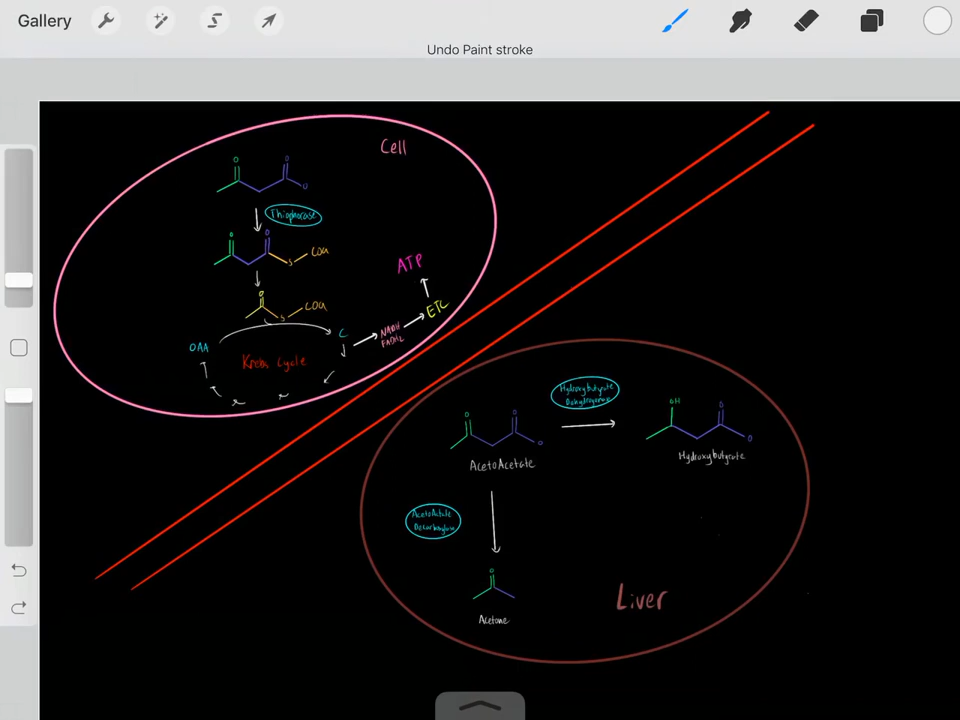 Gallery
Undo Paint stroke
Cell
O
O
O
Thiophorase
O
O
S
COA
ATP
O
S
COA
ETC
OAA
C
NADH
FADH2
Krebs Cycle
Hydroxybutyrate
Dehydrogenase
O
O
O
AcetoAcetate
OH
O
O
Hydroxybutyrate
AcetoAcetate
Decarboxylase
O
Acetone
Liver